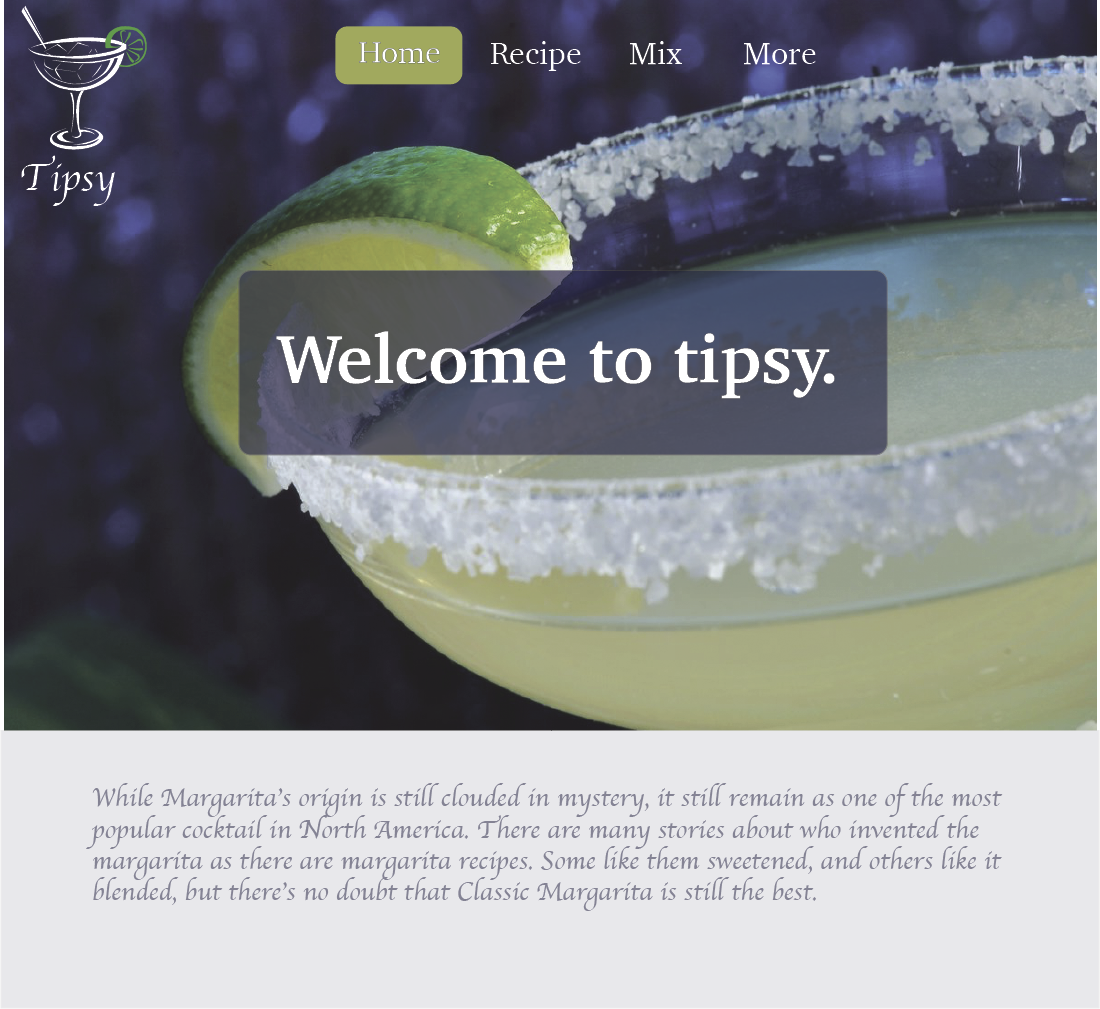 Home Recipe Mix More
Tipsy
Welcome to tipsy.
While Margarita's origin is still clouded in mystery, it still remain as one of the most
popular cocktail in North America. There are many stories about who invented the
margarita as there are margarita recipes. Some like them sweetened, and others like it
blended, but there's no doubt that Classic Margarita is still the best.